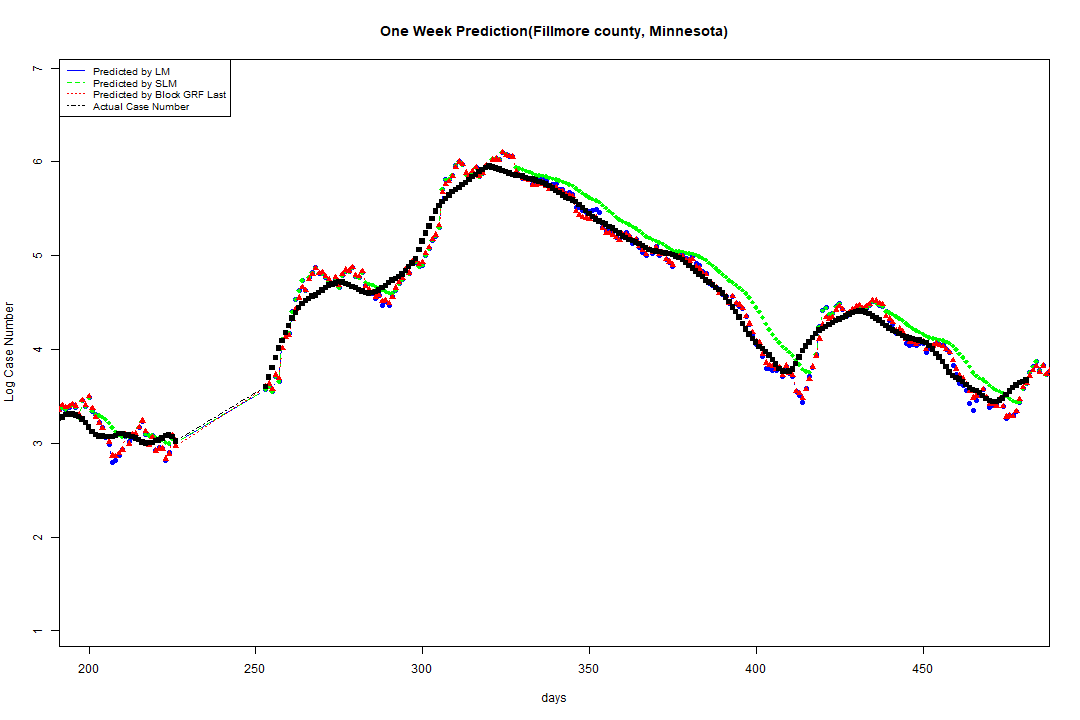 One Week Prediction(Fillmore county, Minnesota)
Predicted by LM
Predicted by SLM
Predicted by Block GRF Last
Actual Case Number
7
6
5
4
3
2
1
Log Case Number
200 250 300 350 400 450
days